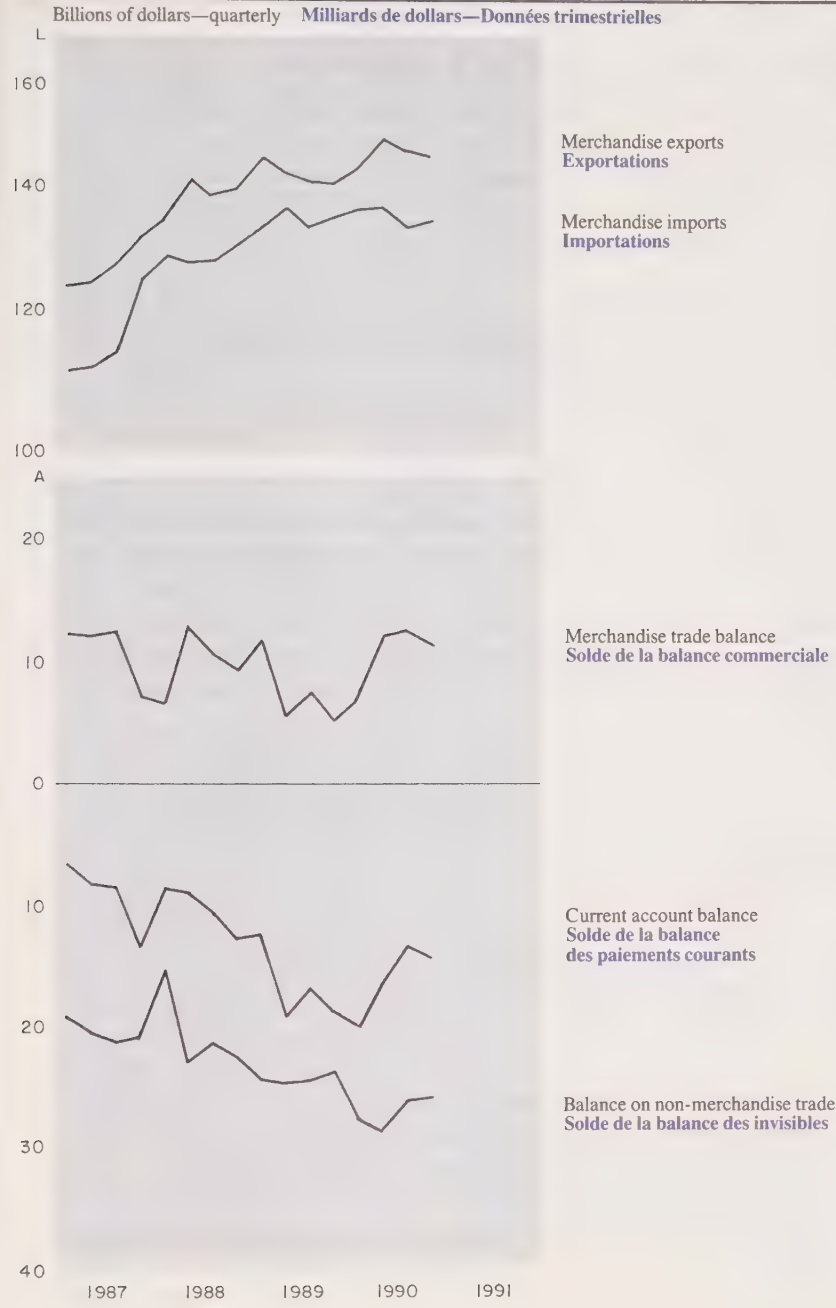 Billions of dollars—quarterly Milliards de dollars—Données trimestrielles
L
160
140
120
100
Merchandise exports
Exportations
Merchandise imports
Importations
A
20
10
0
10
20
30
40
Merchandise trade balance
Solde de la balance commerciale
Current account balance
Solde de la balance
des paiements courants
Balance on non-merchandise trade
Solde de la balance des invisibles
1987 1988 1989 1990 1991